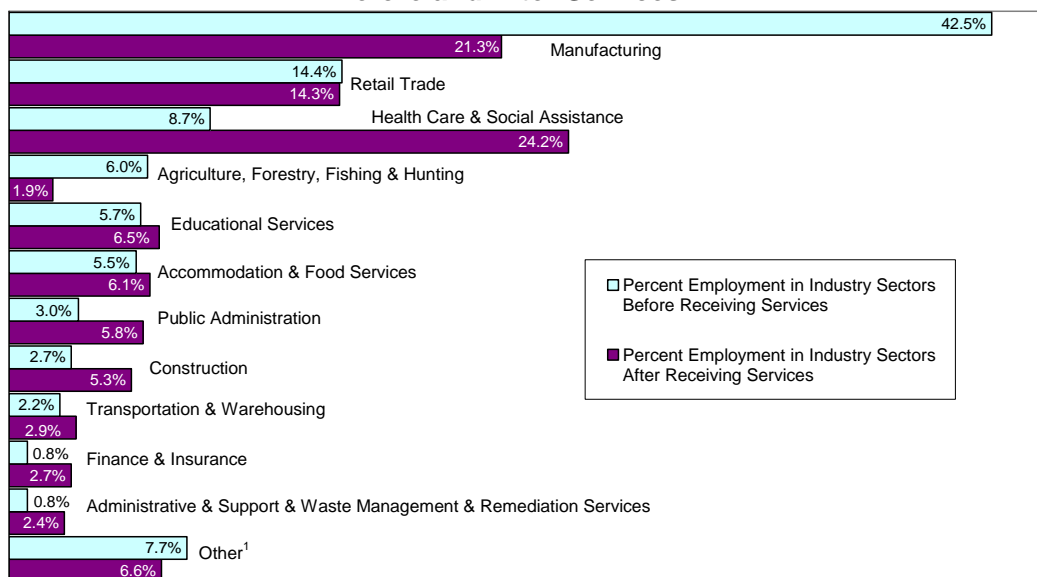 42.5%
21.3% Manufacturing
14.4%
Retail Trade
14.3%
8.7% Health Care & Social Assistance
24.2%
6.0% Agriculture, Forestry, Fishing & Hunting
1.9%
5.7% Educational Services
6.5%
5.5% Accommodation & Food Services
6.1%
3.0% Public Administration
5.8%
2.7% Construction
5.3%
2.2% Transportation & Warehousing
2.9%
0.8% Finance & Insurance
2.7%
0.8% Administrative & Support & Waste Management & Remediation Services
2.4%
7.7% Other¹
6.6%
Percent Employment in Industry Sectors
Before Receiving Services
Percent Employment in Industry Sectors
After Receiving Services